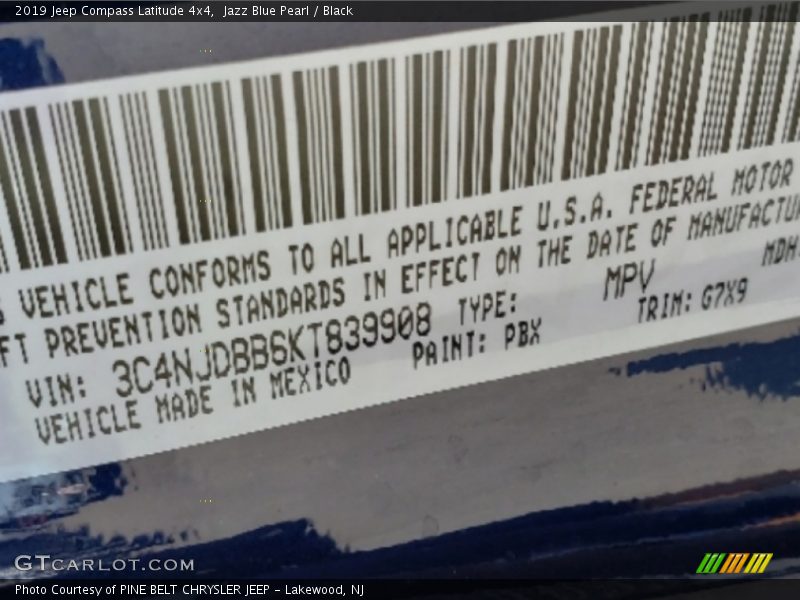 2019 Jeep Compass Latitude 4x4,  Jazz Blue Pearl / Black
VEHICLE CONFORMS TO ALL APPLICABLE U.S.A. FEDERAL MOTOR
FT PREVENTION STANDARDS IN EFFECT ON THE DATE OF MANUFACTU
VIN: 3C4NJDBB6KT839908 TYPE: MPV MDH:
VEHICLE MADE IN MEXICO PAINT: PBX TRIM: G7X9
GTCARLOT.COM
Photo Courtesy of PINE BELT CHRYSLER JEEP - Lakewood, NJ